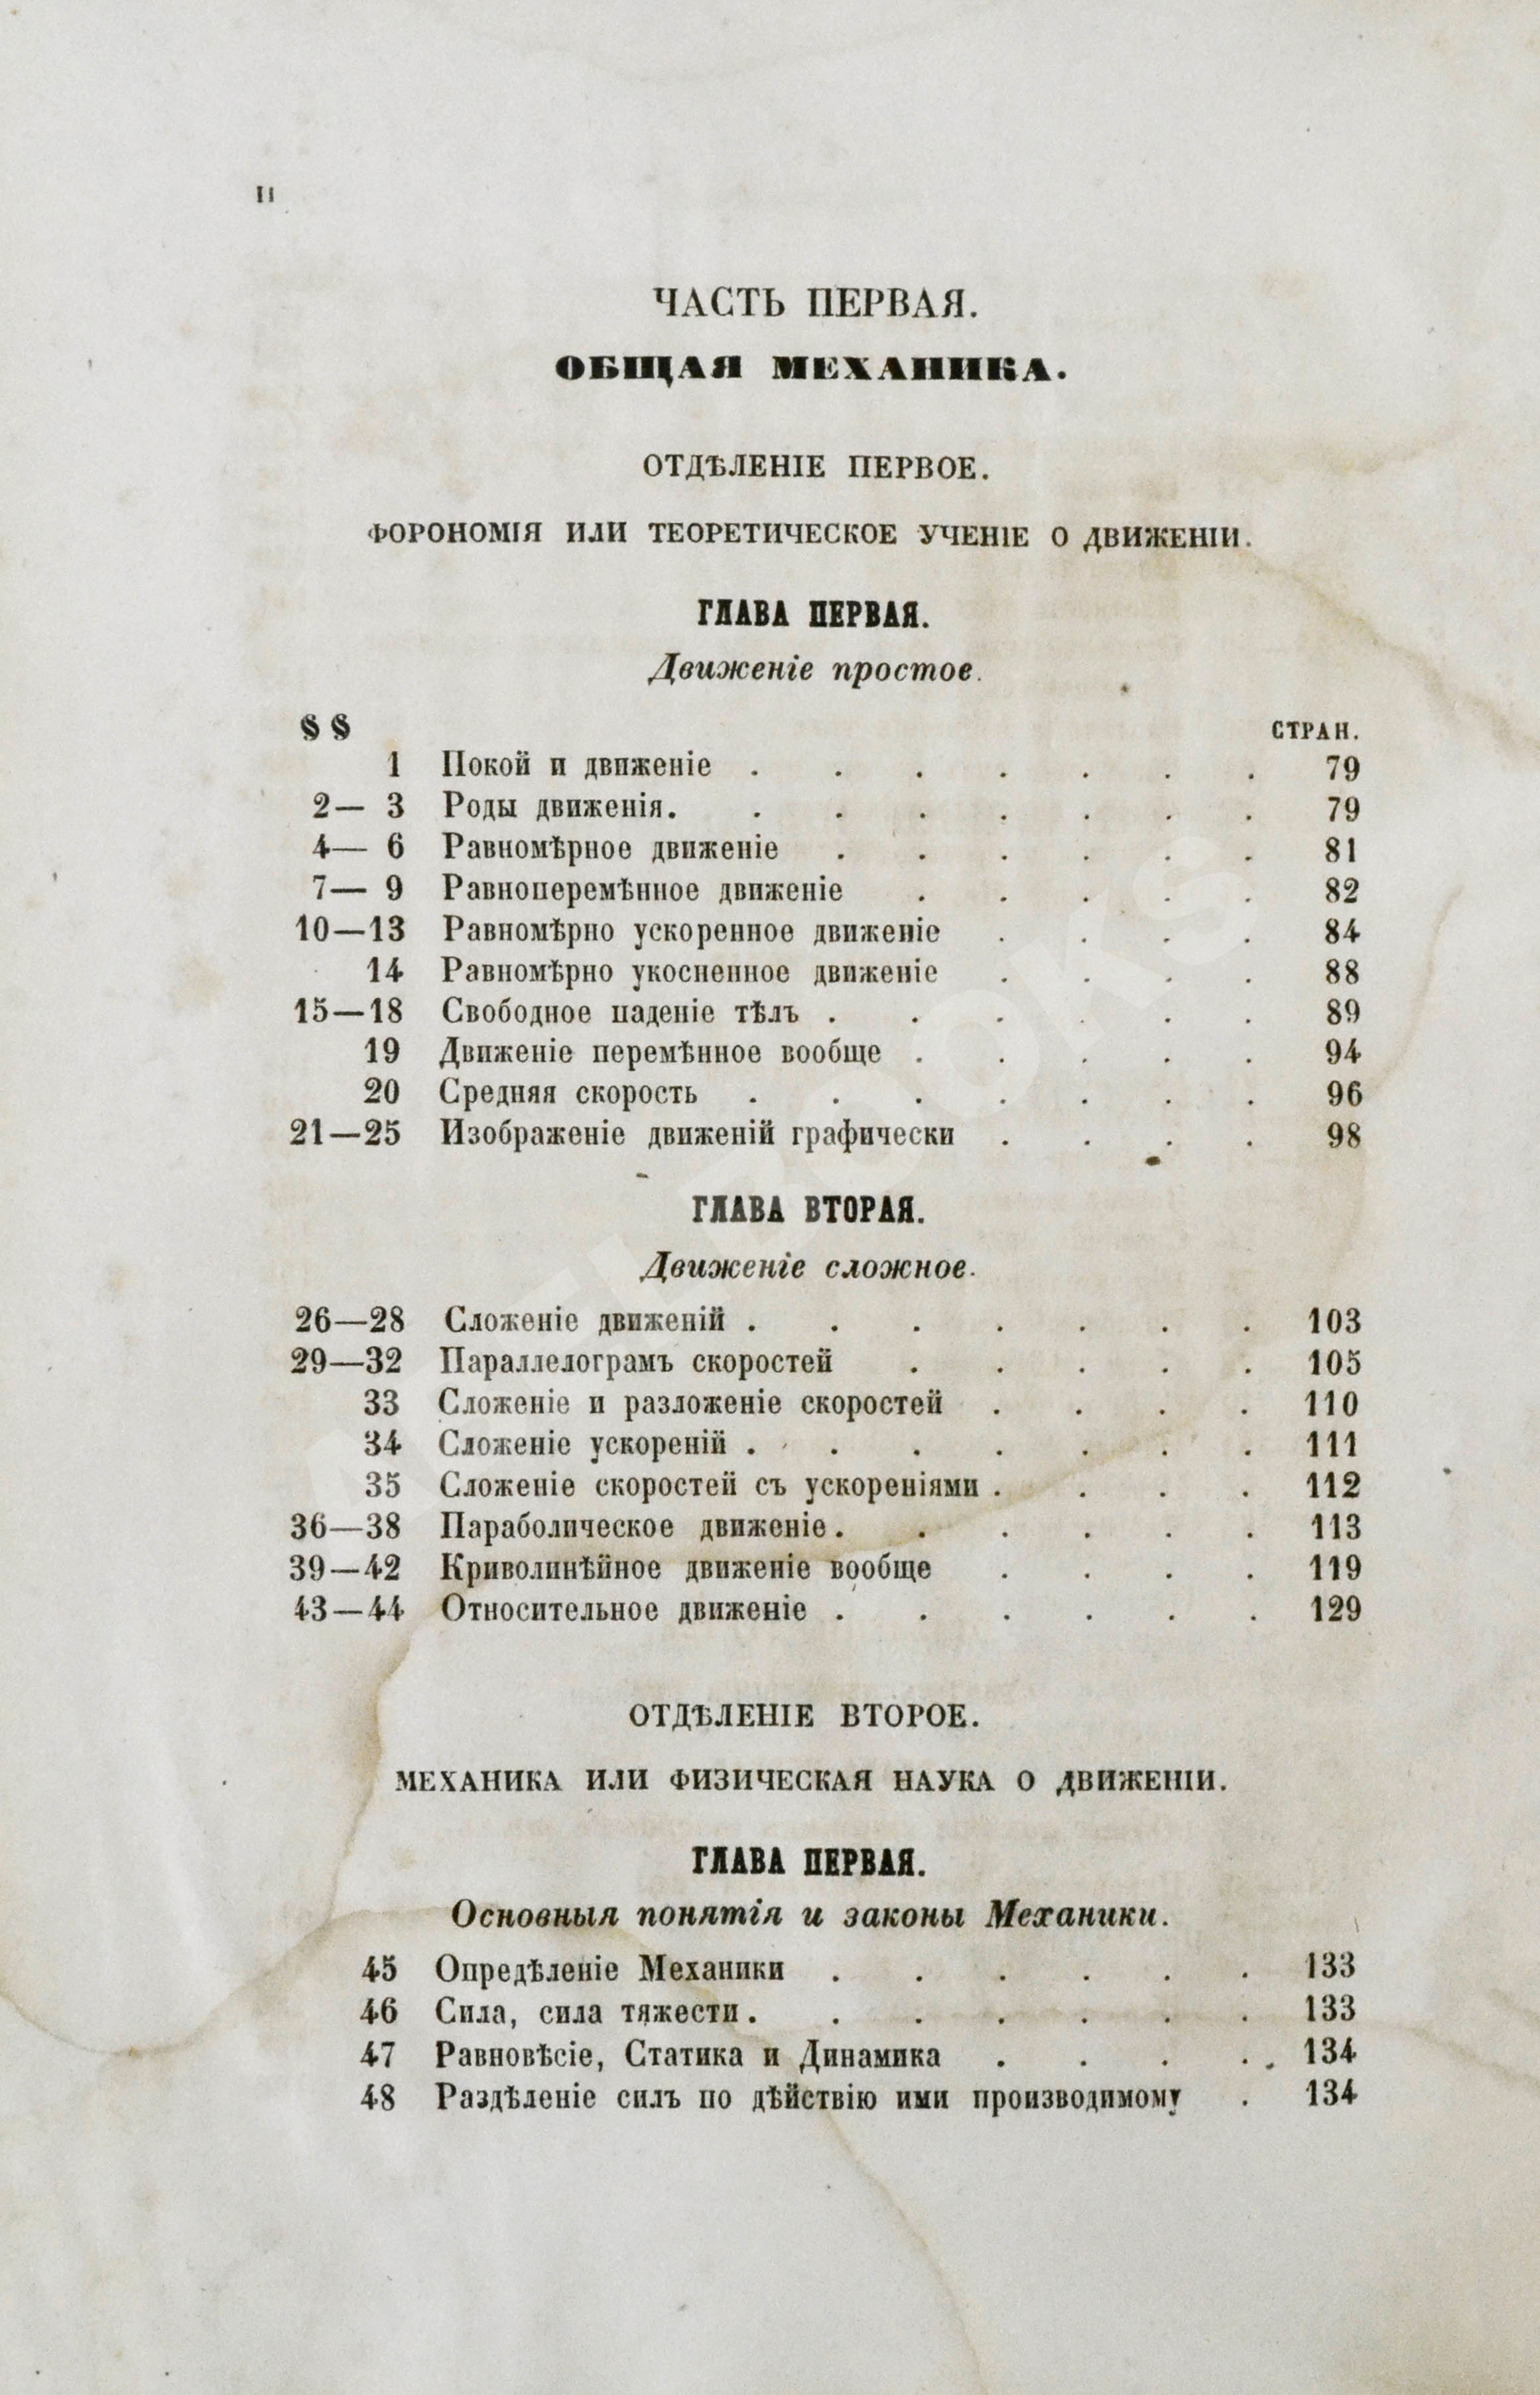 II
ЧАСТЬ ПЕРВАЯ.
ОБЩАЯ МЕХАНИКА.
ОТДѢЛЕНІЕ ПЕРВОЕ.
ФОРОНОМІЯ ИЛИ ТЕОРЕТИЧЕСКОЕ УЧЕНІЕ О ДВИЖЕНІИ.
ГЛАВА ПЕРВАЯ.
Движеніе простое.
§§ СТРАН.
1 Покой и движеніе . . . . . . . 79
2— 3 Роды движенія. . . . . . . . 79
4— 6 Равномѣрное движеніе . . . . . . 81
7— 9 Равноперемѣнное движеніе . . . . . 82
10—13 Равномѣрно ускоренное движеніе . . . . 84
14 Равномѣрно укосненное движеніе . . . . 88
15—18 Свободное паденіе тѣлъ . . . . . . 89
19 Движеніе перемѣнное вообще . . . . . 94
20 Средняя скорость . . . . . . . 96
21—25 Изображеніе движеній графически . . . . 98
ГЛАВА ВТОРАЯ.
Движеніе сложное.
26—28 Сложеніе движеній . . . . . . . 103
29—32 Параллелограмъ скоростей . . . . . 105
33 Сложеніе и разложеніе скоростей . . . . 110
34 Сложеніе ускореній . . . . . . . 111
35 Сложеніе скоростей съ ускореніями . . . . 112
36—38 Параболическое движеніе. . . . . . 113
39—42 Криволинѣйное движеніе вообще . . . . 119
43—44 Относительное движеніе . . . . . . 129
ОТДѢЛЕНІЕ ВТОРОЕ.
МЕХАНИКА ИЛИ ФИЗИЧЕСКАЯ НАУКА О ДВИЖЕНІИ.
ГЛАВА ПЕРВАЯ.
Основныя понятія и законы Механики.
45 Опредѣленіе Механики . . . . . . 133
46 Сила, сила тяжести . . . . . . . 133
47 Равновѣсіе, Статика и Динамика . . . . 134
48 Раздѣленіе силъ по дѣйствію ими производимому . 134